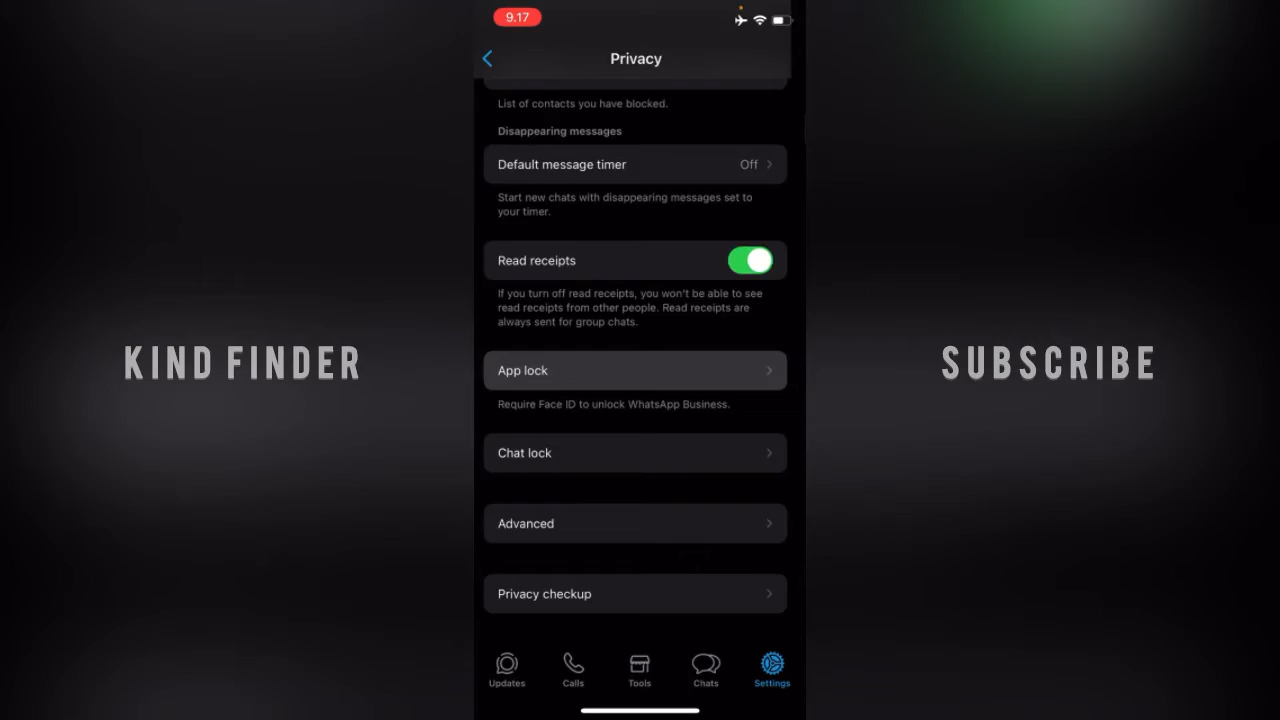 9.17
Privacy
List of contacts you have blocked.
Disappearing messages
Default message timer Off
Start new chats with disappearing messages set to
your timer.
Read receipts
If you turn off read receipts, you won't be able to see
read receipts from other people. Read receipts are
always sent for group chats.
KIND FINDER
SUBSCRIBE
App lock
Require Face ID to unlock WhatsApp Business.
Chat lock
Advanced
Privacy checkup
Updates Calls Tools Chats Settings